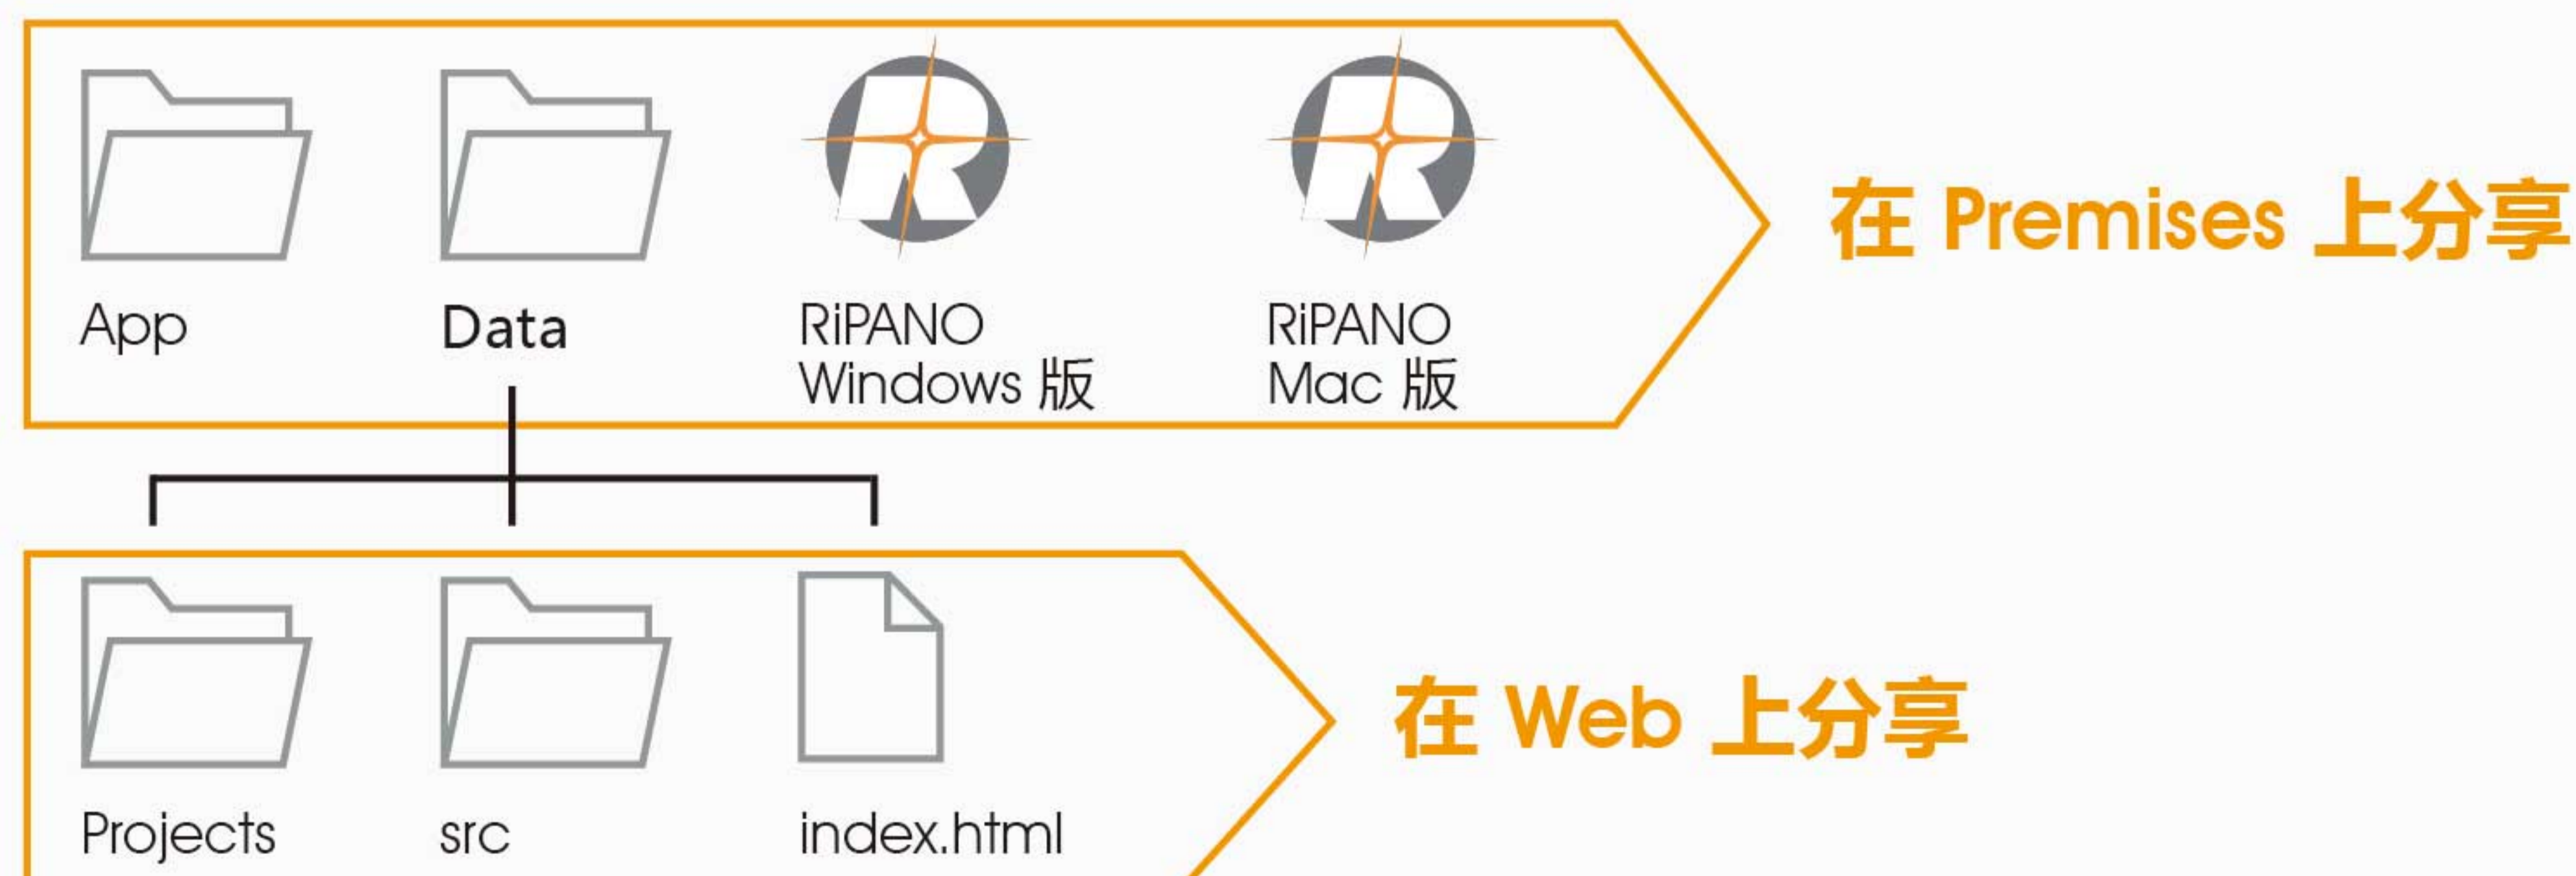 在 Premises 上分享
App
Data
RiPANO
Windows 版
RiPANO
Mac 版
在 Web 上分享
Projects
src
index.html